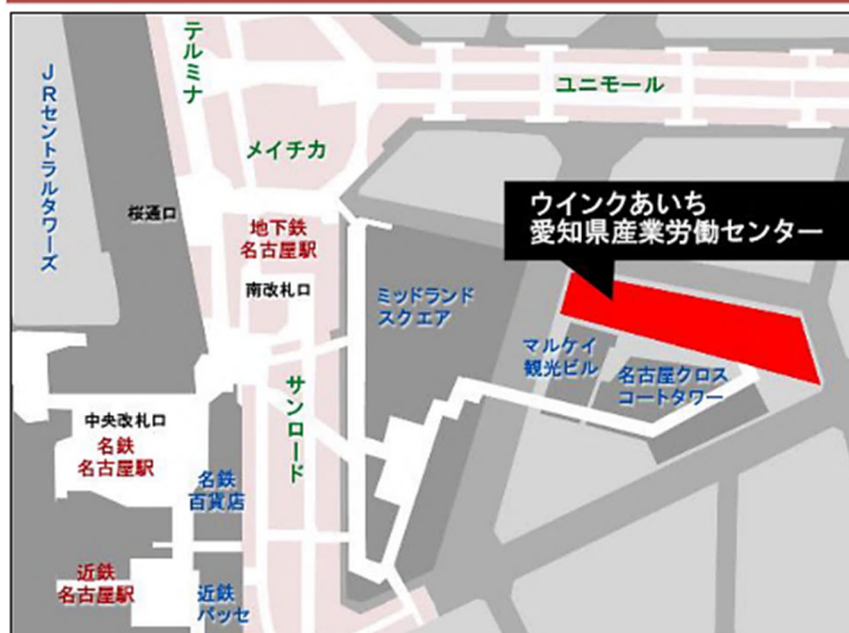 テルミナ
JRセントラルタワーズ
ユニモール
メイチカ
桜通口
地下鉄
名古屋駅
南改札口
ウインクあいち
愛知県産業労働センター
ミッドランド
スクエア
マルケイ
観光ビル
名古屋クロス
コートタワー
サンロード
中央改札口
名鉄
名古屋駅
名鉄
百貨店
近鉄
名古屋駅
近鉄
パッセ